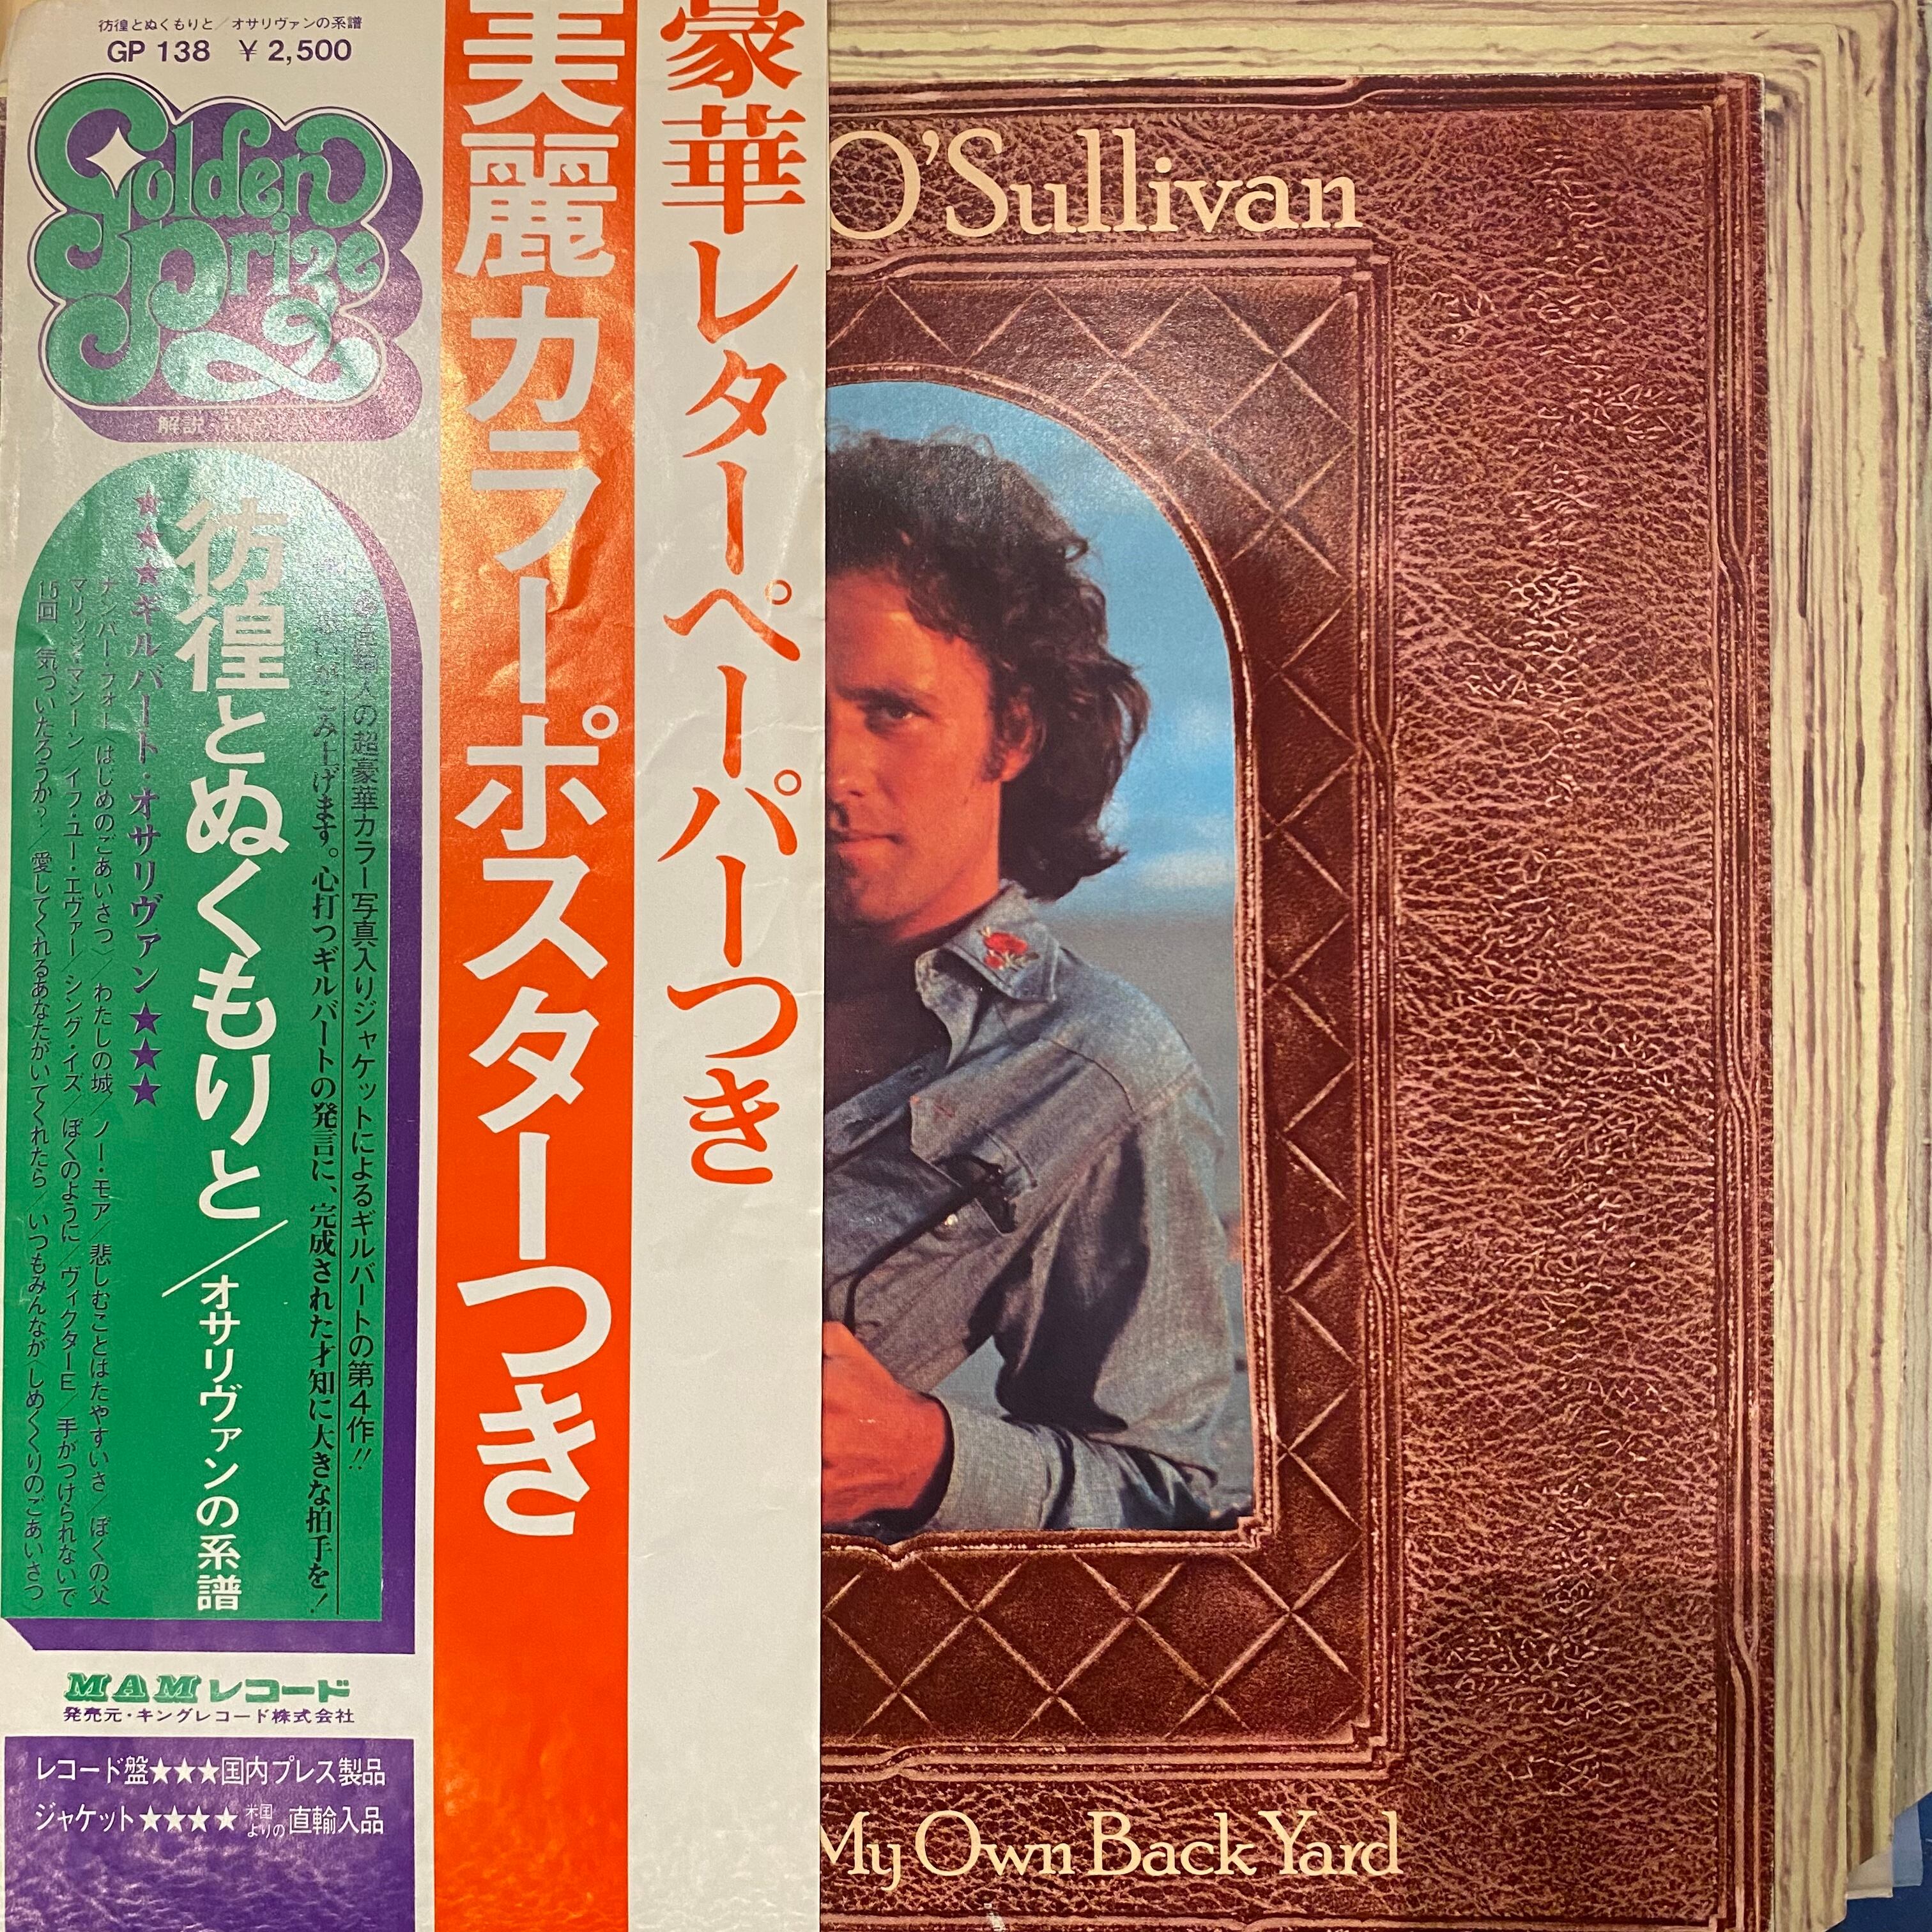 彷徨とぬくもりと／オサリヴァンの系譜
GP 138 ￥2,500
Golden Prize
解説
豪華レターペーパーつき
美麗カラーポスターつき
の超豪華カラー写真入りジャケットによるギルバートの第4作!!
こみ上げます。心打つギルバートの発言に、完成された才知に大きな拍手を！
彷徨とぬくもりと／オサリヴァンの系譜
★★★ギルバート・オサリヴァン★★★
ナンバー・フォー〈はじめのごあいさつ〉／わたしの城／ノー・モア／悲しむことはたやすいさ／ぼくの父
マリッジ・マシーン／イフ・ユー・エヴァー／シング・イズ／ぼくのように／ヴィクターE／手がつけられないで
15回／気づいたろうか？／愛してくれるあなたがいてくれたら／いつもみんなが〈しめくくりのごあいさつ〉
MAMレコード
発売元・キングレコード株式会社
レコード盤★★★国内プレス製品
ジャケット★★★★米国よりの直輸入品
O'Sullivan
My Own Back Yard